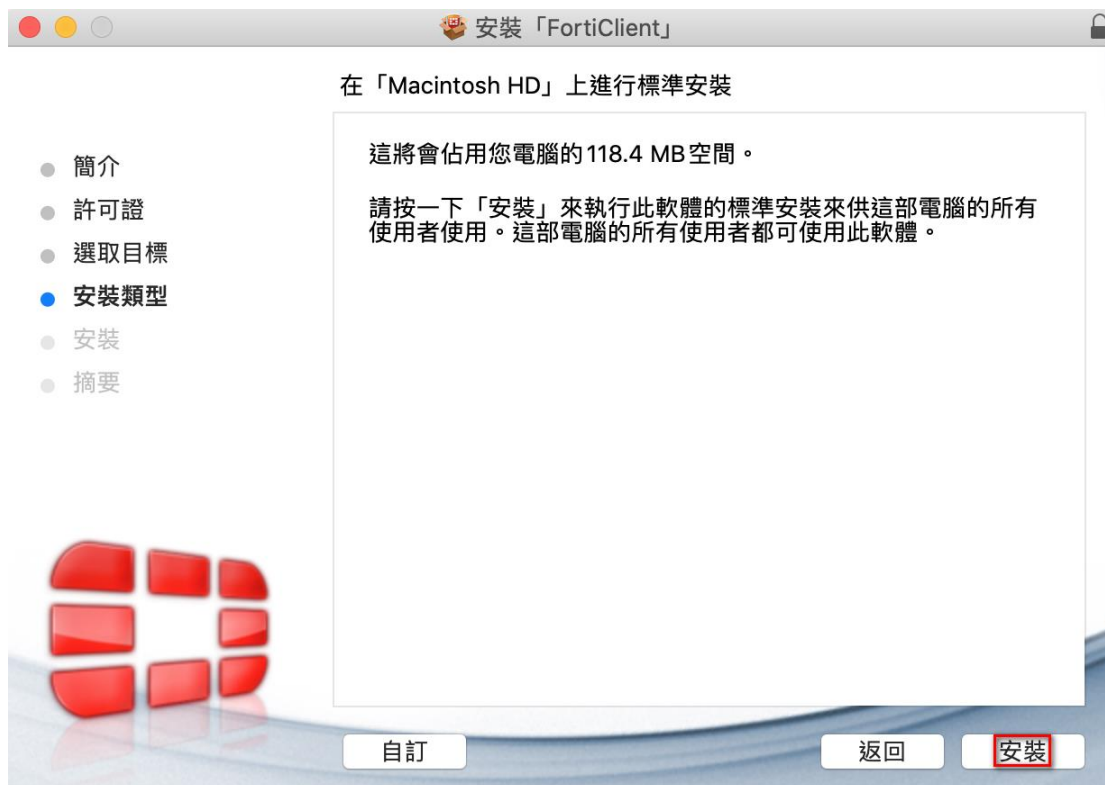 安裝「FortiClient」
在「Macintosh HD」上進行標準安裝
簡介
許可證
選取目標
安裝類型
安裝
摘要
這將會佔用您電腦的118.4 MB空間。
請按一下「安裝」來執行此軟體的標準安裝來供這部電腦的所有
使用者使用。這部電腦的所有使用者都可使用此軟體。
自訂
返回
安裝